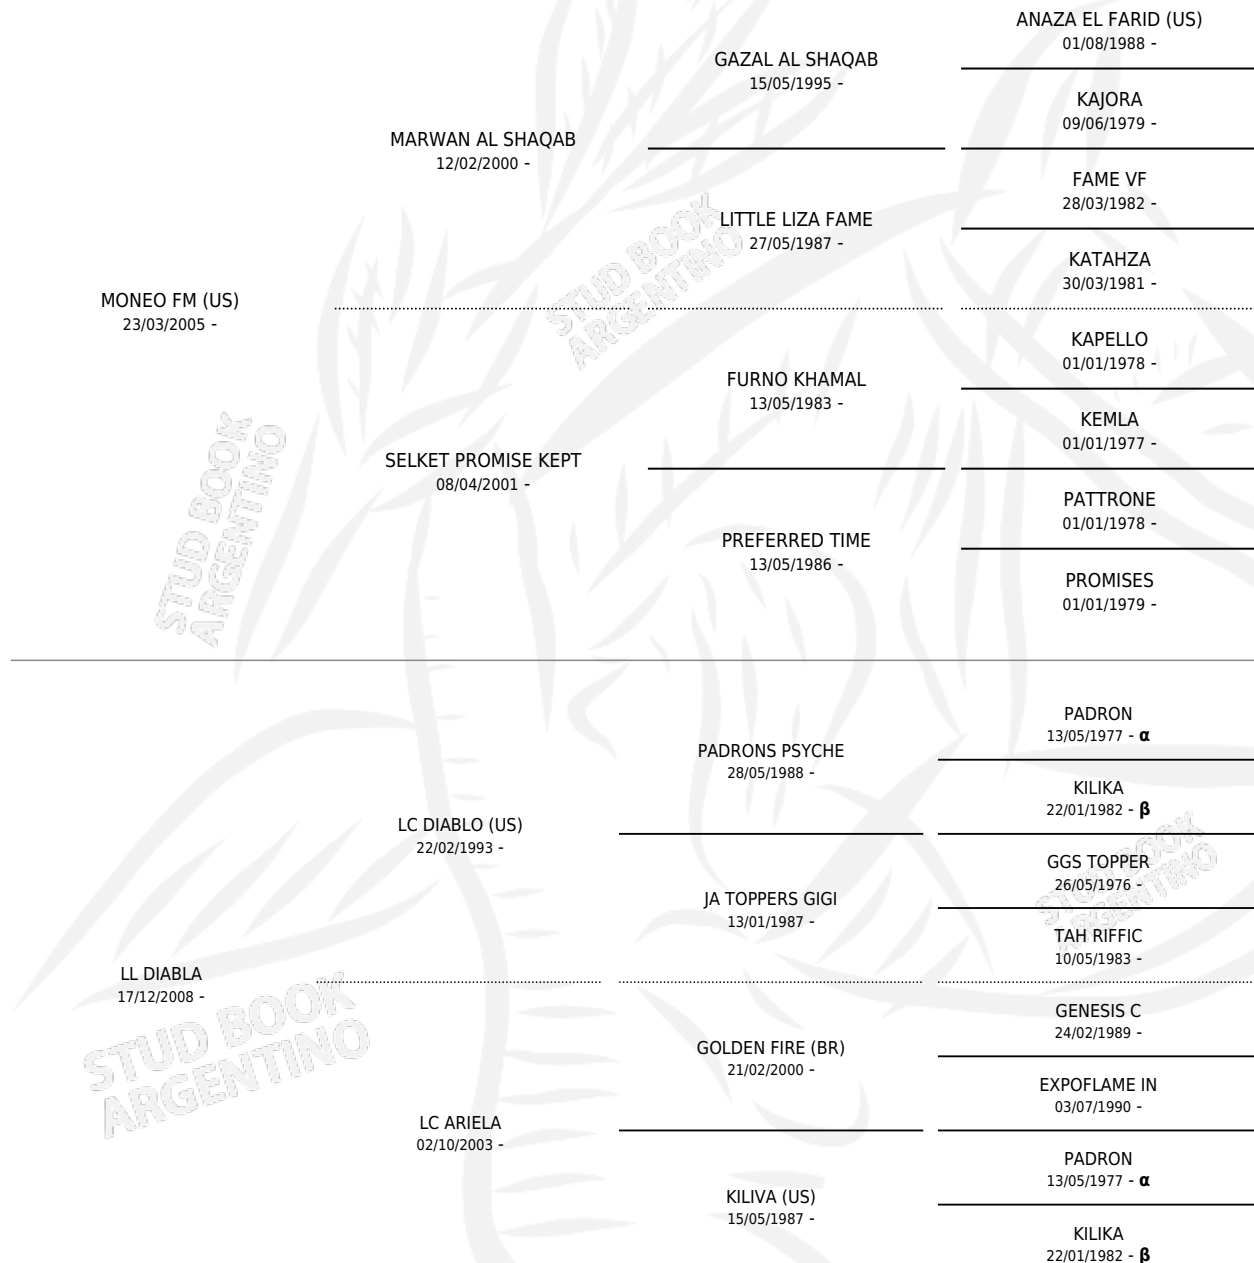 ANAZA EL FARID (US)
01/08/1988 -
GAZAL AL SHAQAB
15/05/1995 -
KAJORA
09/06/1979 -
MARWAN AL SHAQAB
12/02/2000 -
FAME VF
28/03/1982 -
LITTLE LIZA FAME
27/05/1987 -
KATAHZA
30/03/1981 -
MONEO FM (US)
23/03/2005 -
KAPELLO
01/01/1978 -
FURNO KHAMAL
13/05/1983 -
KEMLA
01/01/1977 -
SELKET PROMISE KEPT
08/04/2001 -
PATTRONE
01/01/1978 -
PREFERRED TIME
13/05/1986 -
PROMISES
01/01/1979 -
PADRON
13/05/1977 - α
PADRONS PSYCHE
28/05/1988 -
KILIKA
22/01/1982 - β
LC DIABLO (US)
22/02/1993 -
GGS TOPPER
26/05/1976 -
JA TOPPERS GIGI
13/01/1987 -
TAH RIFFIC
10/05/1983 -
LL DIABLA
17/12/2008 -
GENESIS C
24/02/1989 -
GOLDEN FIRE (BR)
21/02/2000 -
EXPOFLAME IN
03/07/1990 -
LC ARIELA
02/10/2003 -
PADRON
13/05/1977 - α
KILIVA (US)
15/05/1987 -
KILIKA
22/01/1982 - β
STUD BOOK
ARGENTINO
STUD BOOK
ARGENTINO
STUD BOOK
ARGENTINO
STUD BOOK
ARGENTINO